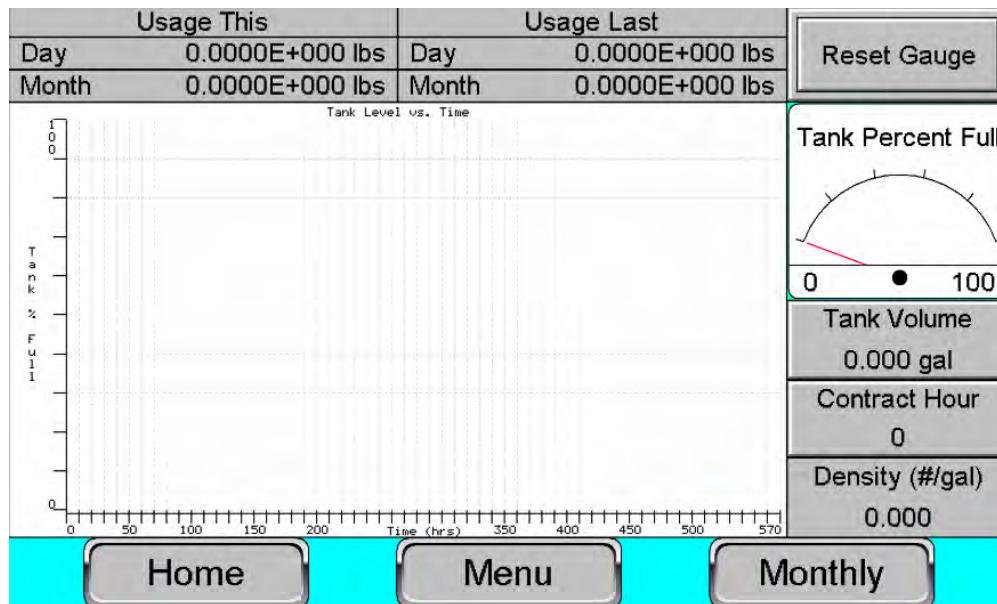 Usage This
Usage Last
Day 0.0000E+000 lbs
Day 0.0000E+000 lbs
Month 0.0000E+000 lbs
Month 0.0000E+000 lbs
Reset Gauge
Tank Level vs. Time
100
Tank % Full
0
0 50 100 150 200 Time (hrs) 350 400 450 500 570
Tank Percent Full
0 100
Tank Volume
0.000 gal
Contract Hour
0
Density (#/gal)
0.000
Home
Menu
Monthly